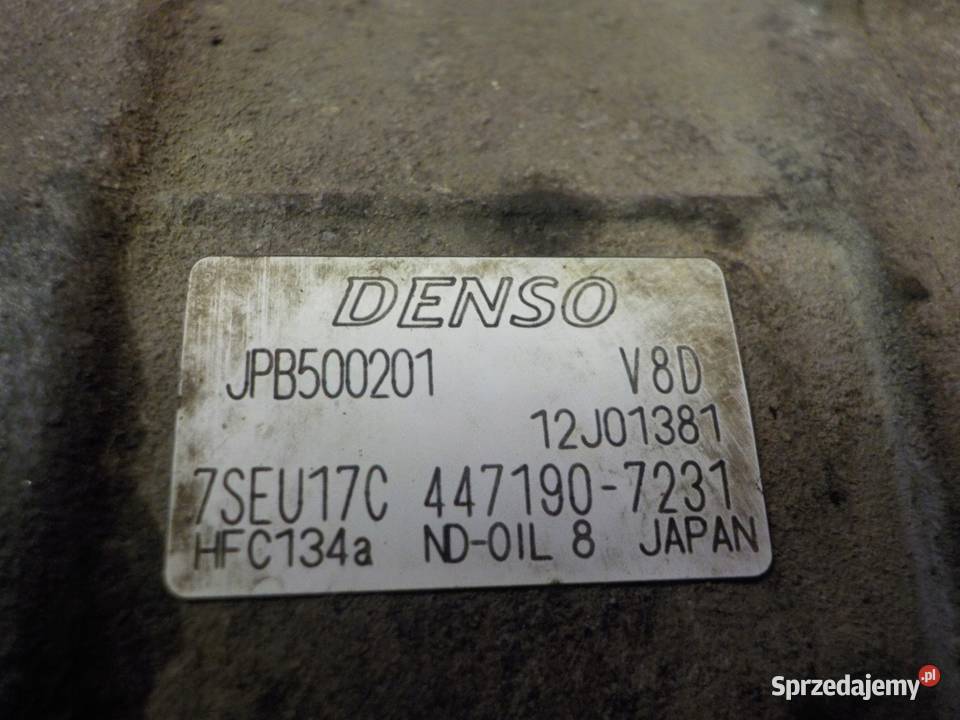 DENSO
JPB500201 V8D
12J01381
7SEU17C 447190-7231
HFC134a ND-OIL 8 JAPAN
Sprzedajemy.pl